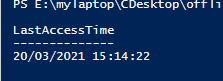 PS E:\mylaptop\CDesktop\offli
LastAccessTime
--------------
20/03/2021 15:14:22